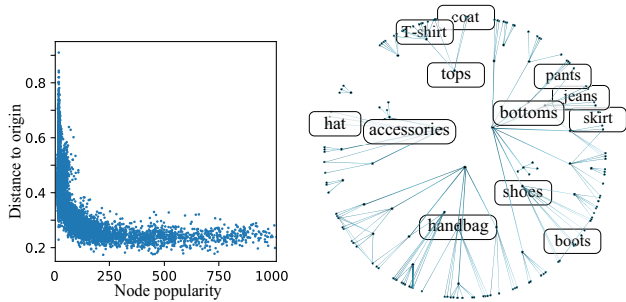 0.8
0.6
0.4
0.2
Distance to origin
0 250 500 750 1000
Node popularity
coat
T-shirt
tops
pants
jeans
bottoms
skirt
hat
accessories
shoes
handbag
boots